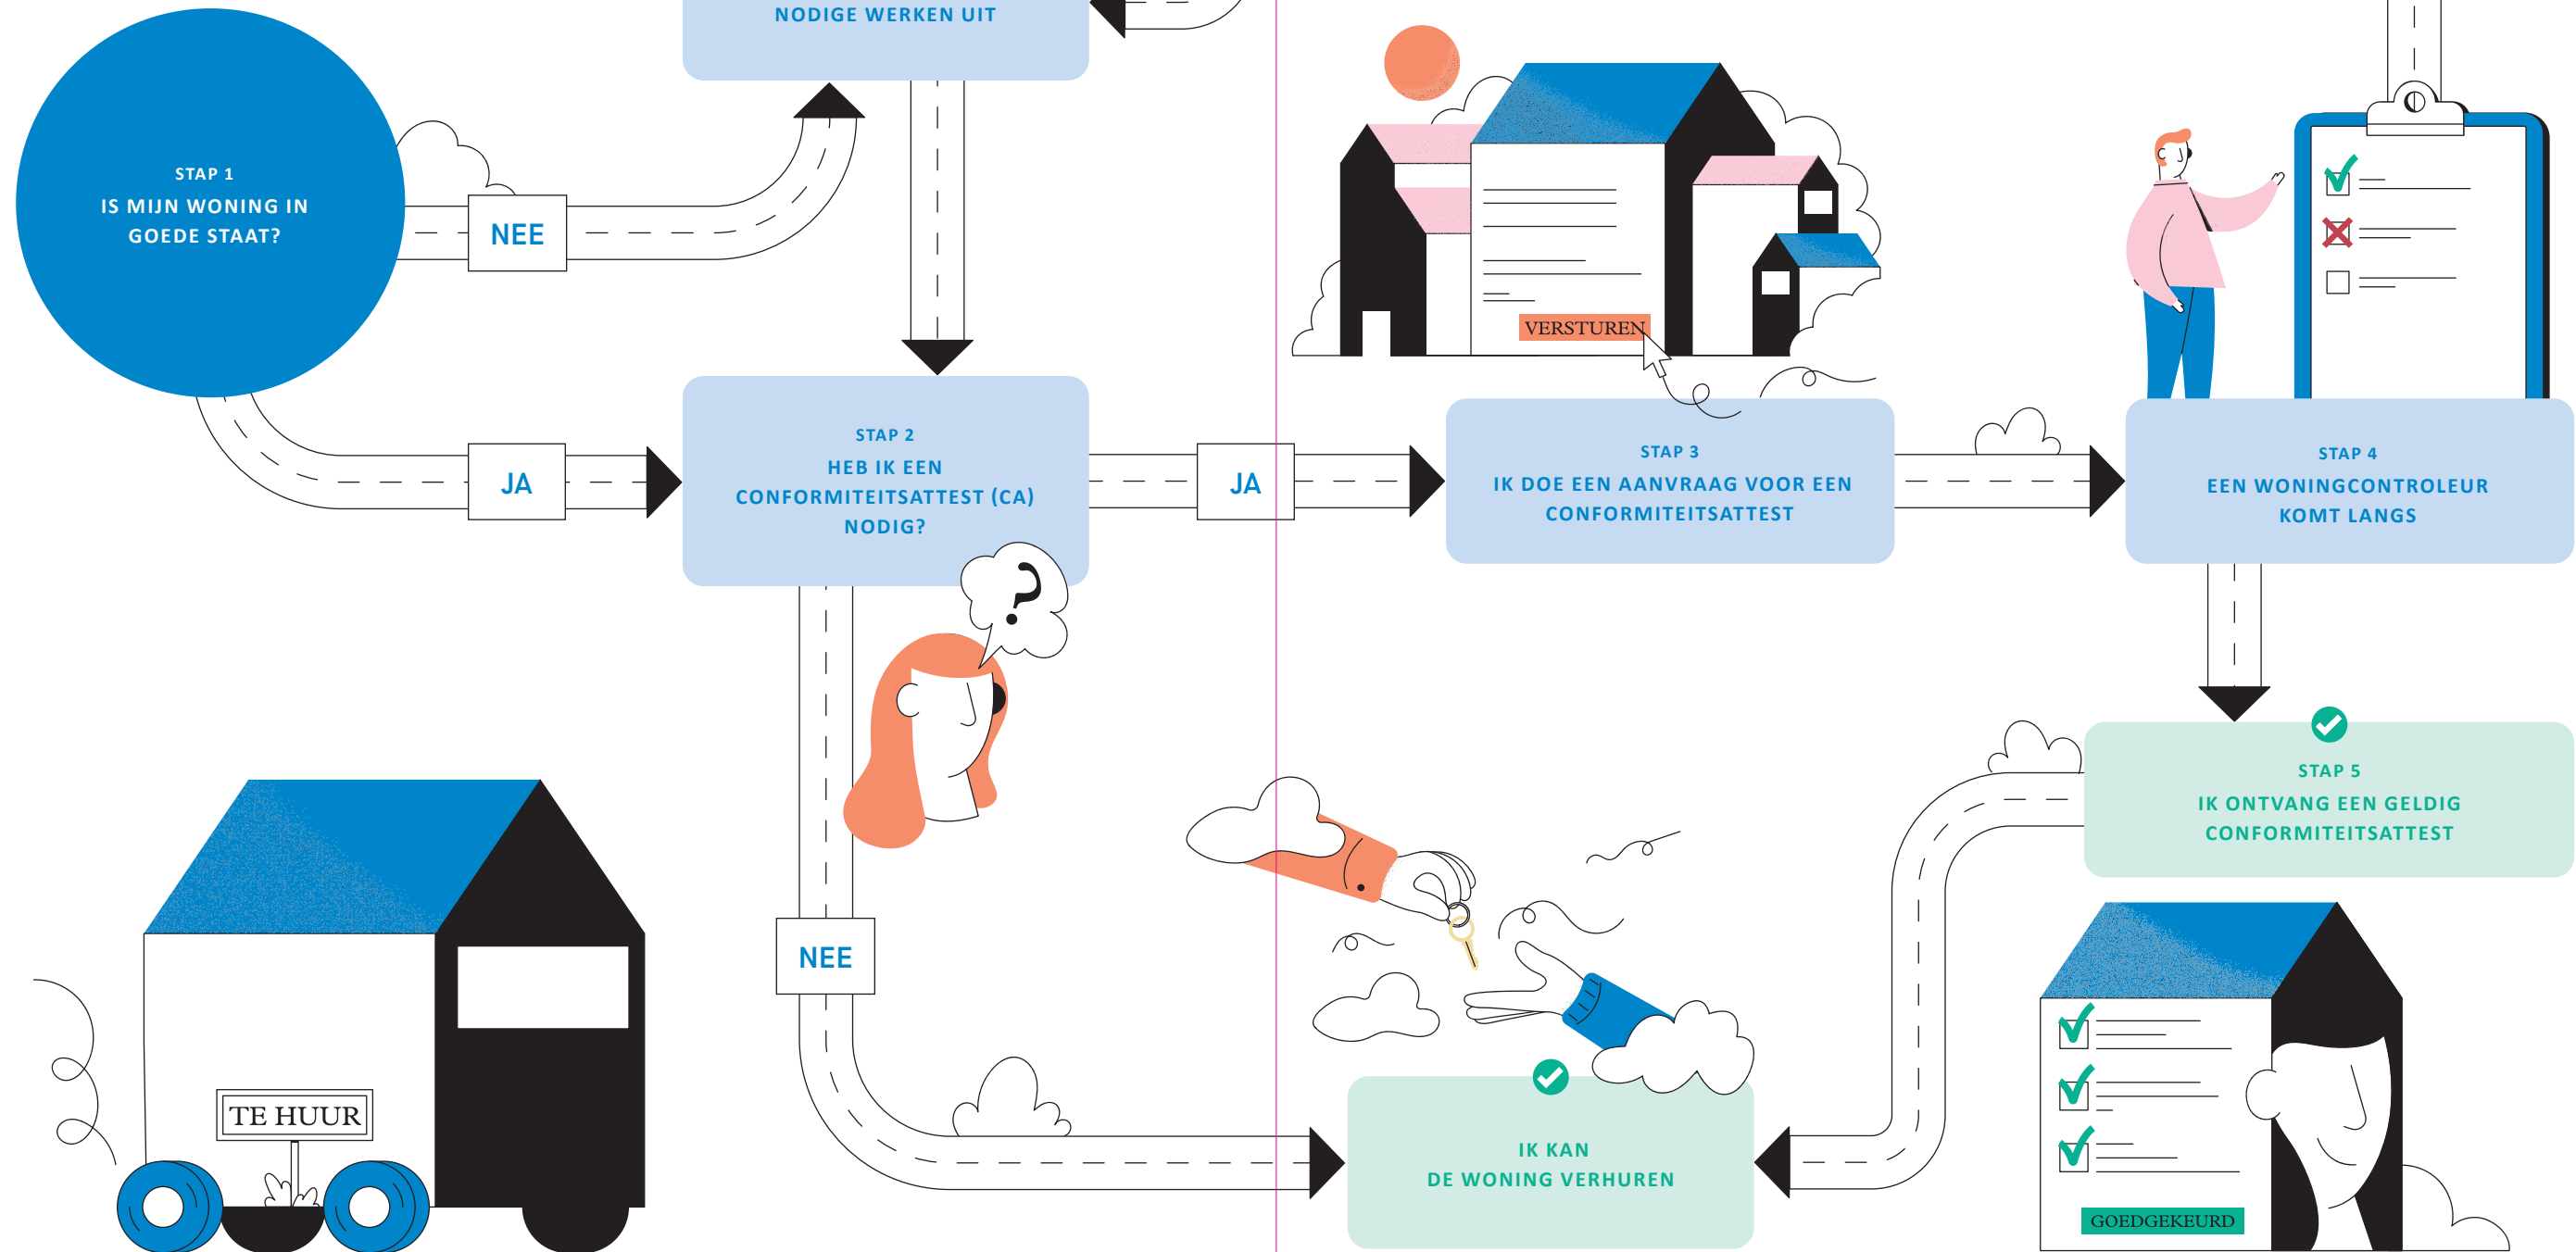 NODIGE WERKEN UIT
STAP 1
IS MIJN WONING IN
GOEDE STAAT?
NEE
JA
STAP 2
HEB IK EEN
CONFORMITEITSATTEST (CA)
NODIG?
JA
VERSTUREN
STAP 3
IK DOE EEN AANVRAAG VOOR EEN
CONFORMITEITSATTEST
STAP 4
EEN WONINGCONTROLEUR
KOMT LANGS
?
STAP 5
IK ONTVANG EEN GELDIG
CONFORMITEITSATTEST
NEE
TE HUUR
IK KAN
DE WONING VERHUREN
GOEDGEKEURD